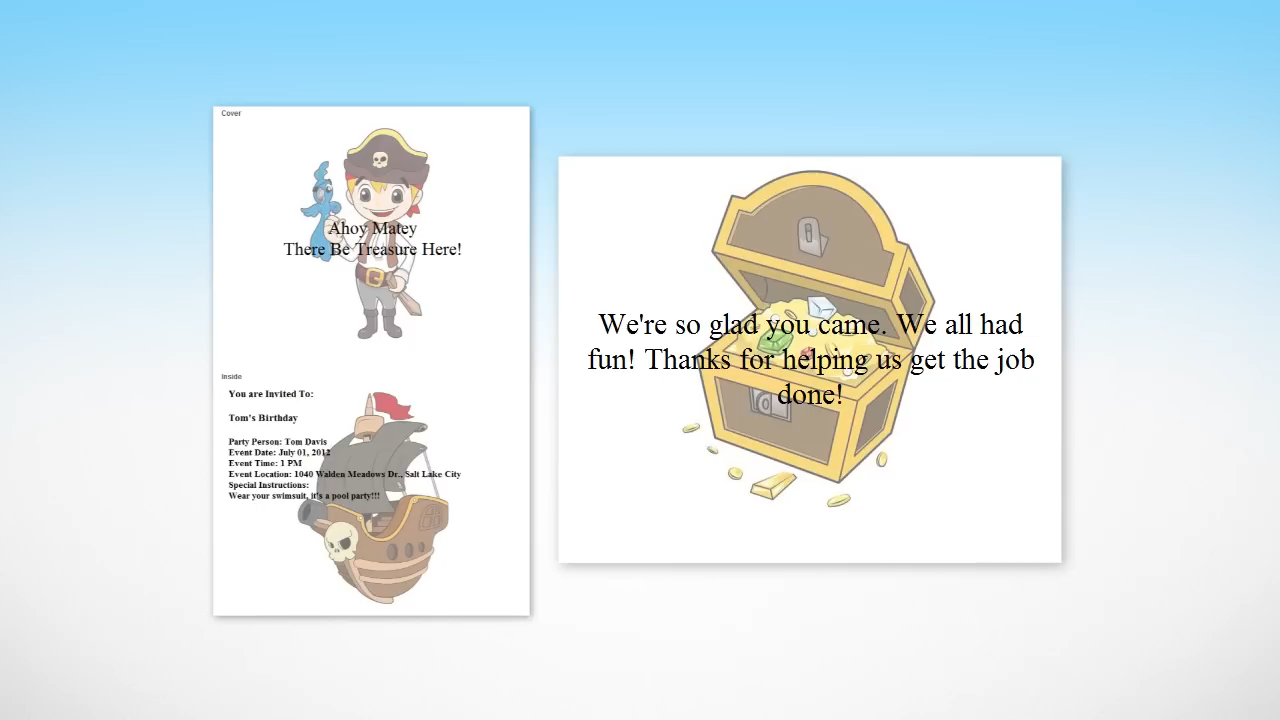 Cover
Ahoy Matey
There Be Treasure Here!
Inside
You are Invited To:
Tom's Birthday
Party Person: Tom Davis
Event Date: July 01, 2012
Event Time: 1 PM
Event Location: 1040 Walden Meadows Dr., Salt Lake City
Special Instructions:
Wear your swimsuit, it's a pool party!!!
We're so glad you came. We all had
fun! Thanks for helping us get the job
done!